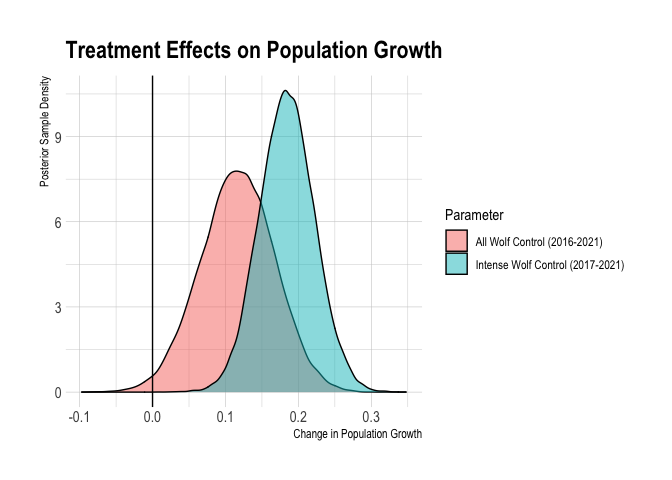 Treatment Effects on Population Growth
Posterior Sample Density
9
6
3
0
-0.1 0.0 0.1 0.2 0.3
Change in Population Growth
Parameter
All Wolf Control (2016-2021)
Intense Wolf Control (2017-2021)